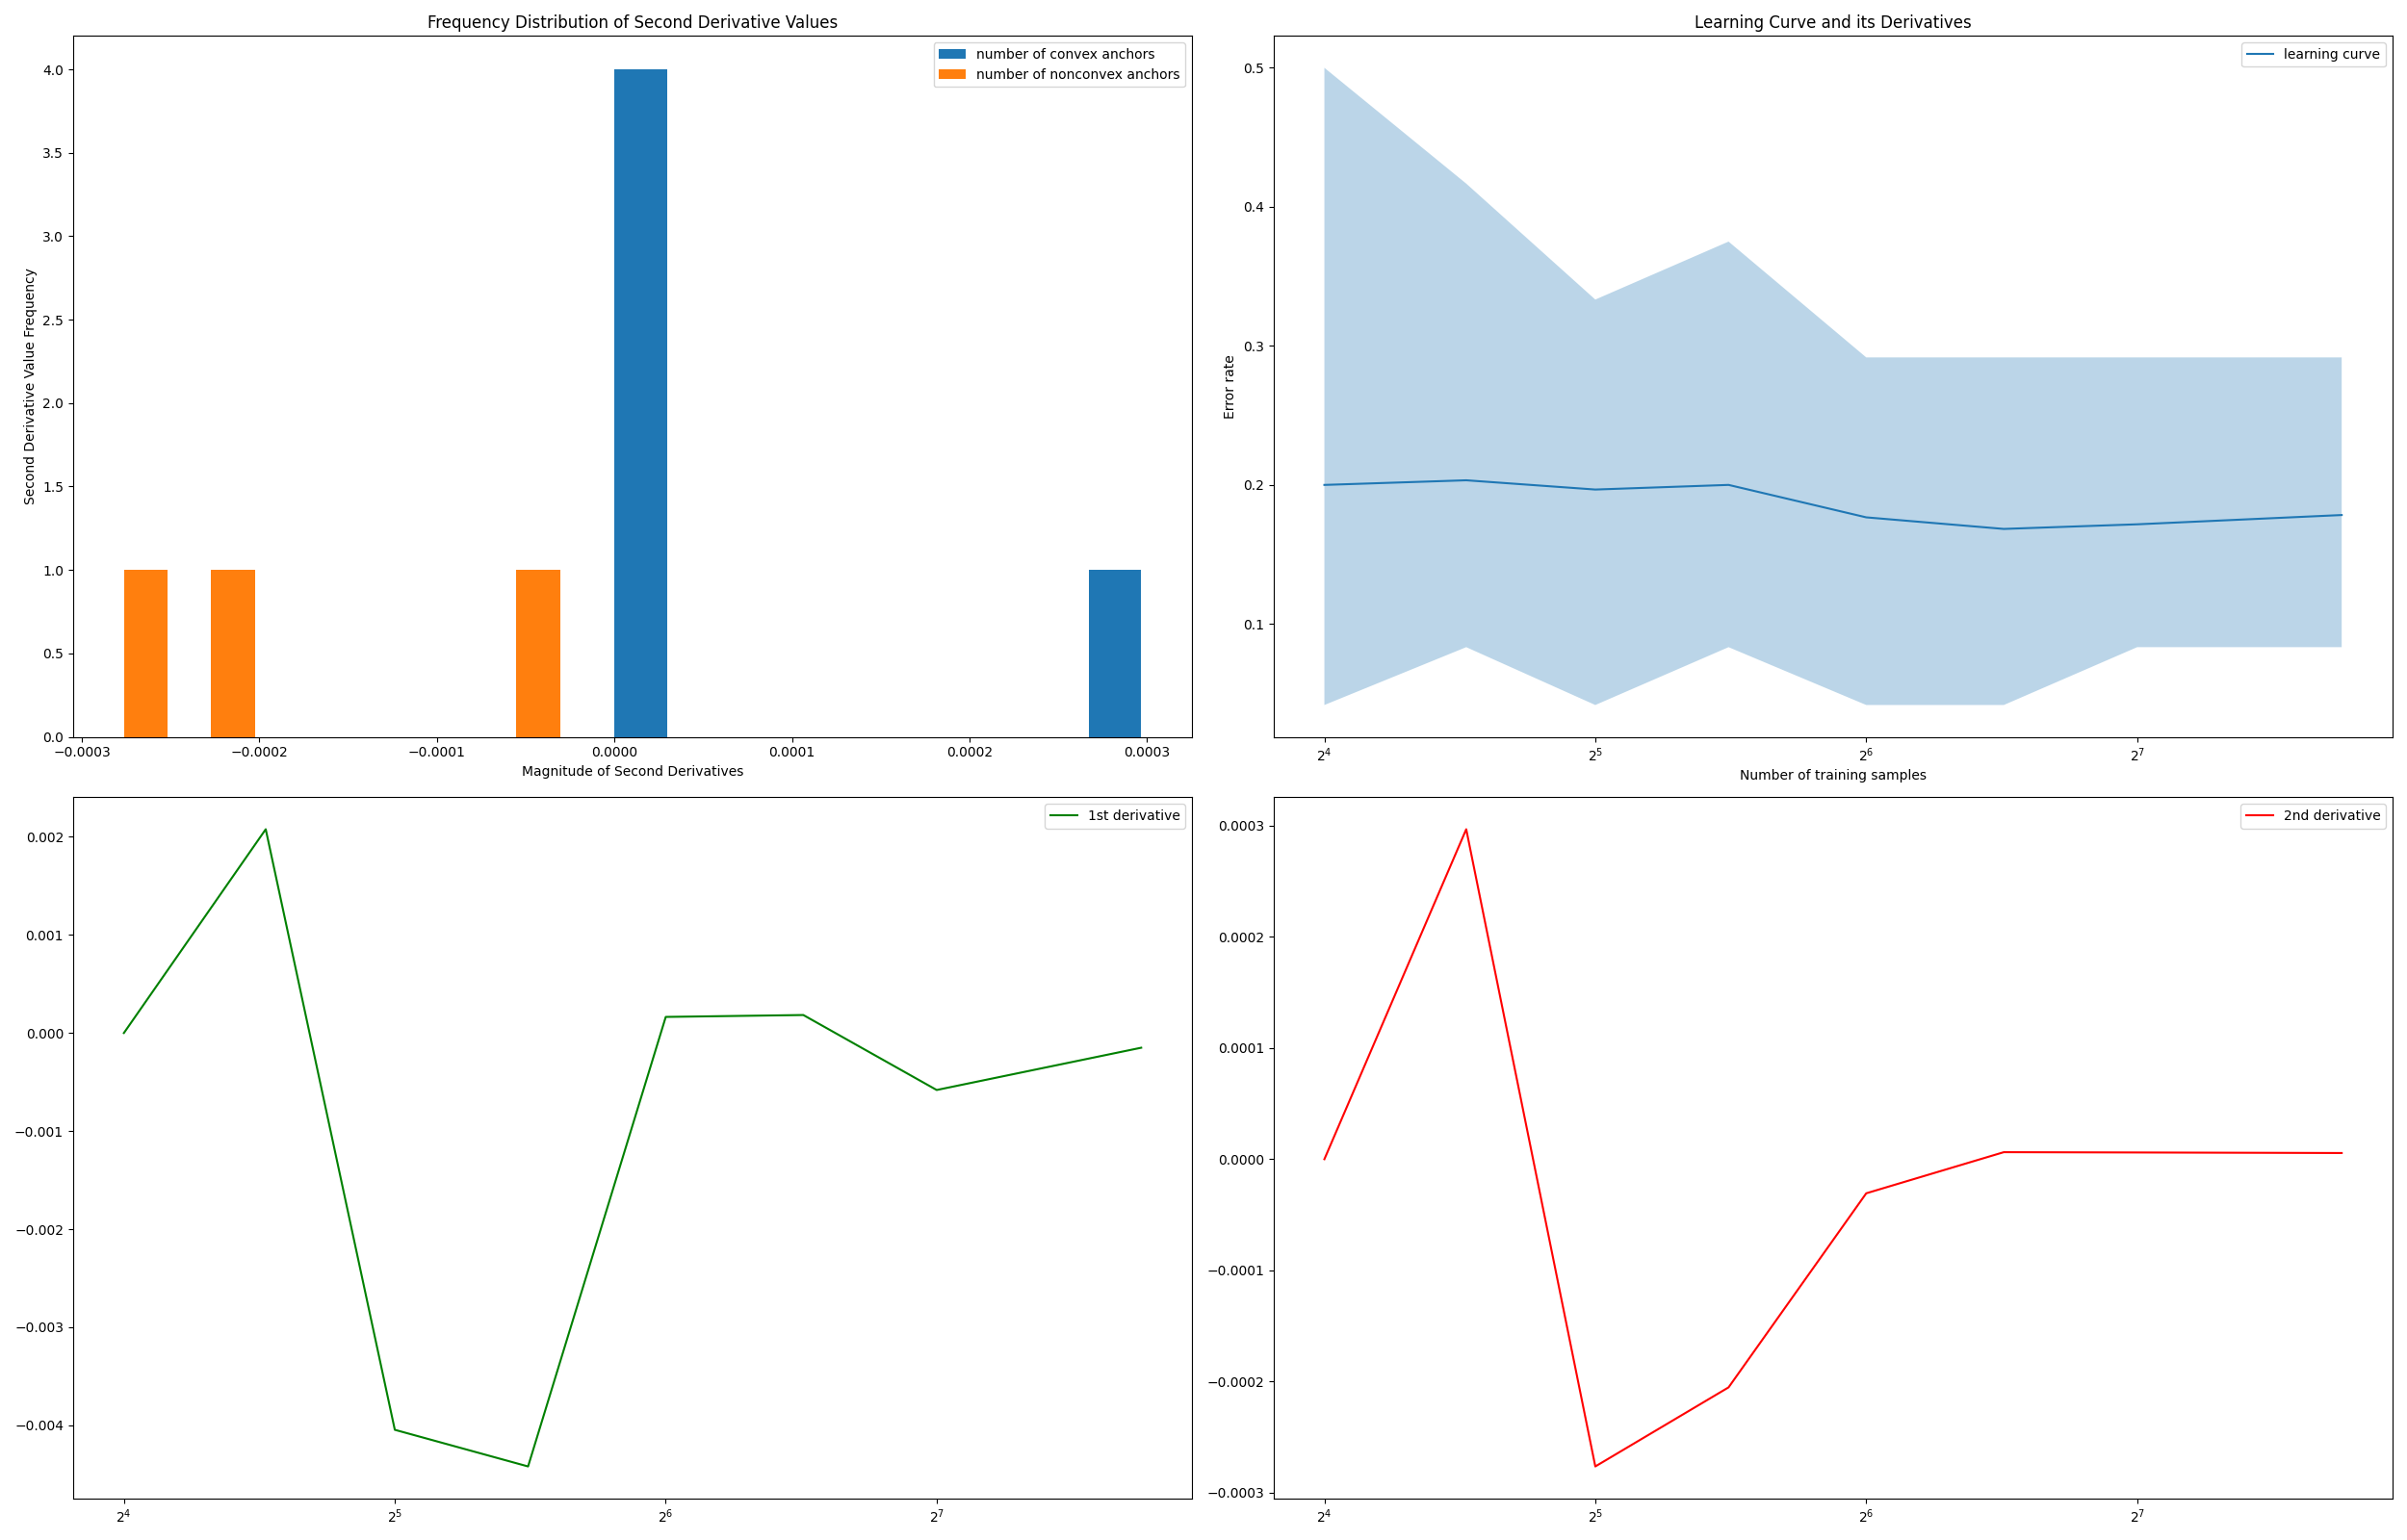 Frequency Distribution of Second Derivative Values
number of convex anchors
number of nonconvex anchors
4.0
3.5
3.0
2.5
2.0
1.5
1.0
0.5
0.0
Second Derivative Value Frequency
−0.0003 −0.0002 −0.0001 0.0000 0.0001 0.0002 0.0003
Magnitude of Second Derivatives
Learning Curve and its Derivatives
learning curve
0.5
0.4
0.3
0.2
0.1
Error rate
2⁴ 2⁵ 2⁶ 2⁷
Number of training samples
1st derivative
0.002
0.001
0.000
−0.001
−0.002
−0.003
−0.004
2⁴ 2⁵ 2⁶ 2⁷
2nd derivative
0.0003
0.0002
0.0001
0.0000
−0.0001
−0.0002
−0.0003
2⁴ 2⁵ 2⁶ 2⁷